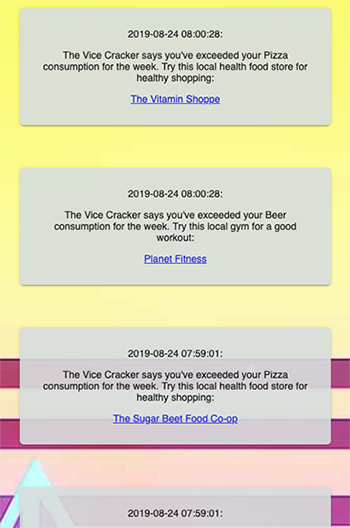 2019-08-24 08:00:28:
The Vice Cracker says you've exceeded your Pizza
consumption for the week. Try this local health food store for
healthy shopping:
The Vitamin Shoppe
2019-08-24 08:00:28:
The Vice Cracker says you've exceeded your Beer
consumption for the week. Try this local gym for a good
workout:
Planet Fitness
2019-08-24 07:59:01:
The Vice Cracker says you've exceeded your Pizza
consumption for the week. Try this local health food store for
healthy shopping:
The Sugar Beet Food Co-op
2019-08-24 07:59:01: